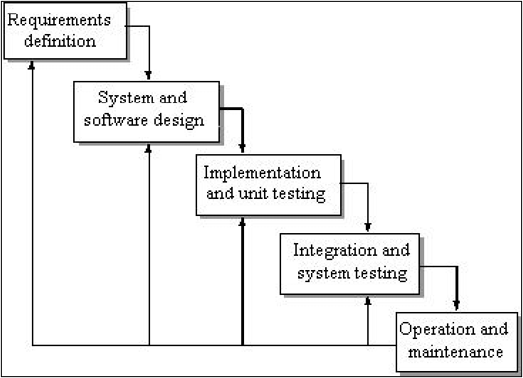 Requirements
definition
System and
software design
Implementation
and unit testing
Integration and
system testing
Operation and
maintenance